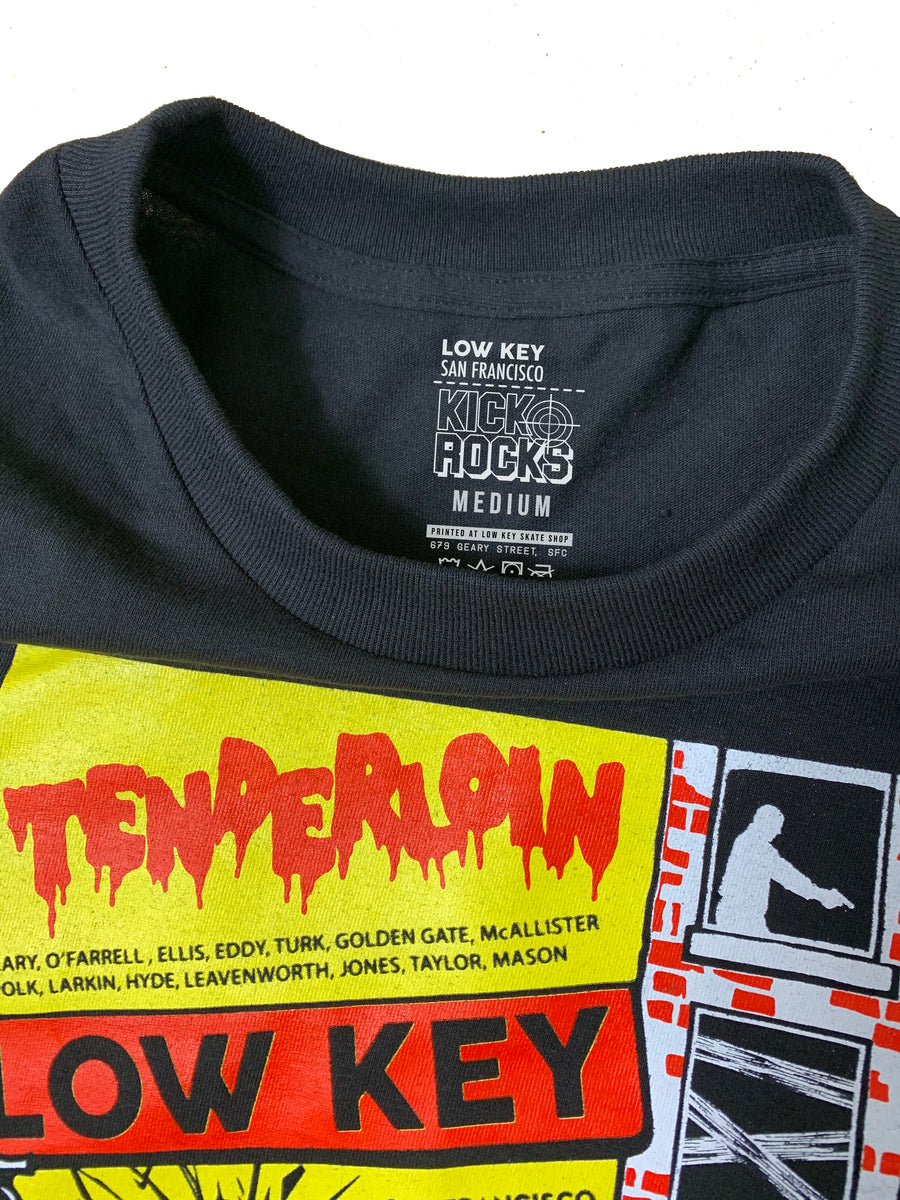 LOW KEY
SAN FRANCISCO
KICK
ROCKS
MEDIUM
PRINTED AT LOW KEY SKATE SHOP
679 GEARY STREET, SFC
TENDERLOIN
ARY, O'FARRELL, ELLIS, EDDY, TURK, GOLDEN GATE, McALLISTER
OLK, LARKIN, HYDE, LEAVENWORTH, JONES, TAYLOR, MASON
LOW KEY
FRANCISCO